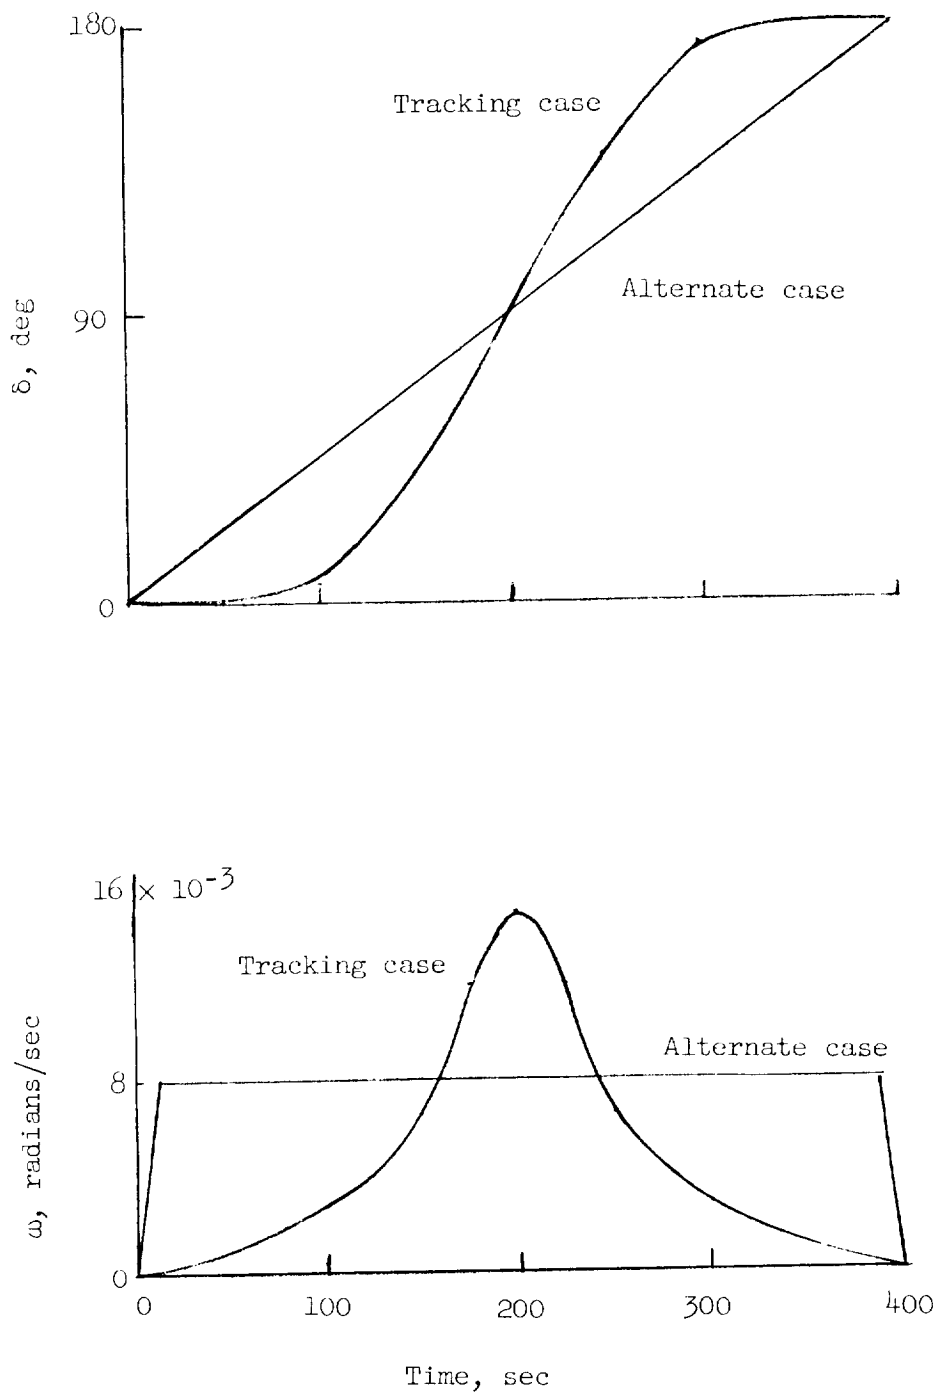 180
Tracking case
Alternate case
90
δ, deg
0
16 × 10-3
Tracking case
Alternate case
8
ω, radians/sec
0
0 100 200 300 400
Time, sec